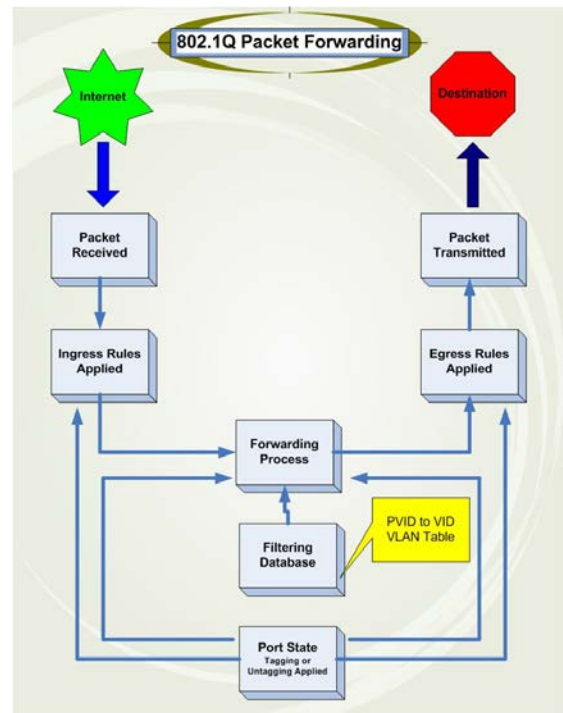 802.1Q Packet Forwarding
Internet
Destination
Packet
Received
Packet
Transmitted
Ingress Rules
Applied
Egress Rules
Applied
Forwarding
Process
PVID to VID
VLAN Table
Filtering
Database
Port State
Tagging or
Untagging Applied